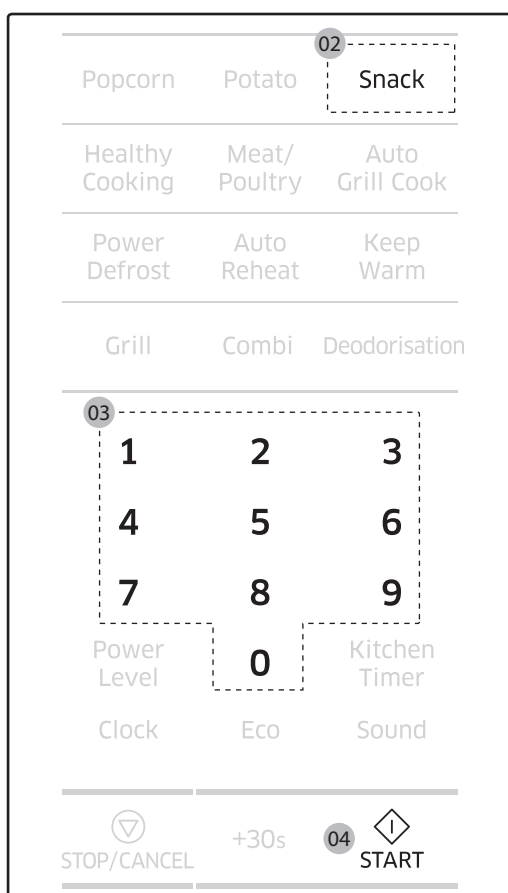 02
Popcorn Potato Snack
Healthy Meat/ Auto
Cooking Poultry Grill Cook
Power Auto Keep
Defrost Reheat Warm
Grill Combi Deodorisation
03
1 2 3
4 5 6
7 8 9
Power 0 Kitchen
Level Timer
Clock Eco Sound
STOP/CANCEL +30s 04 START